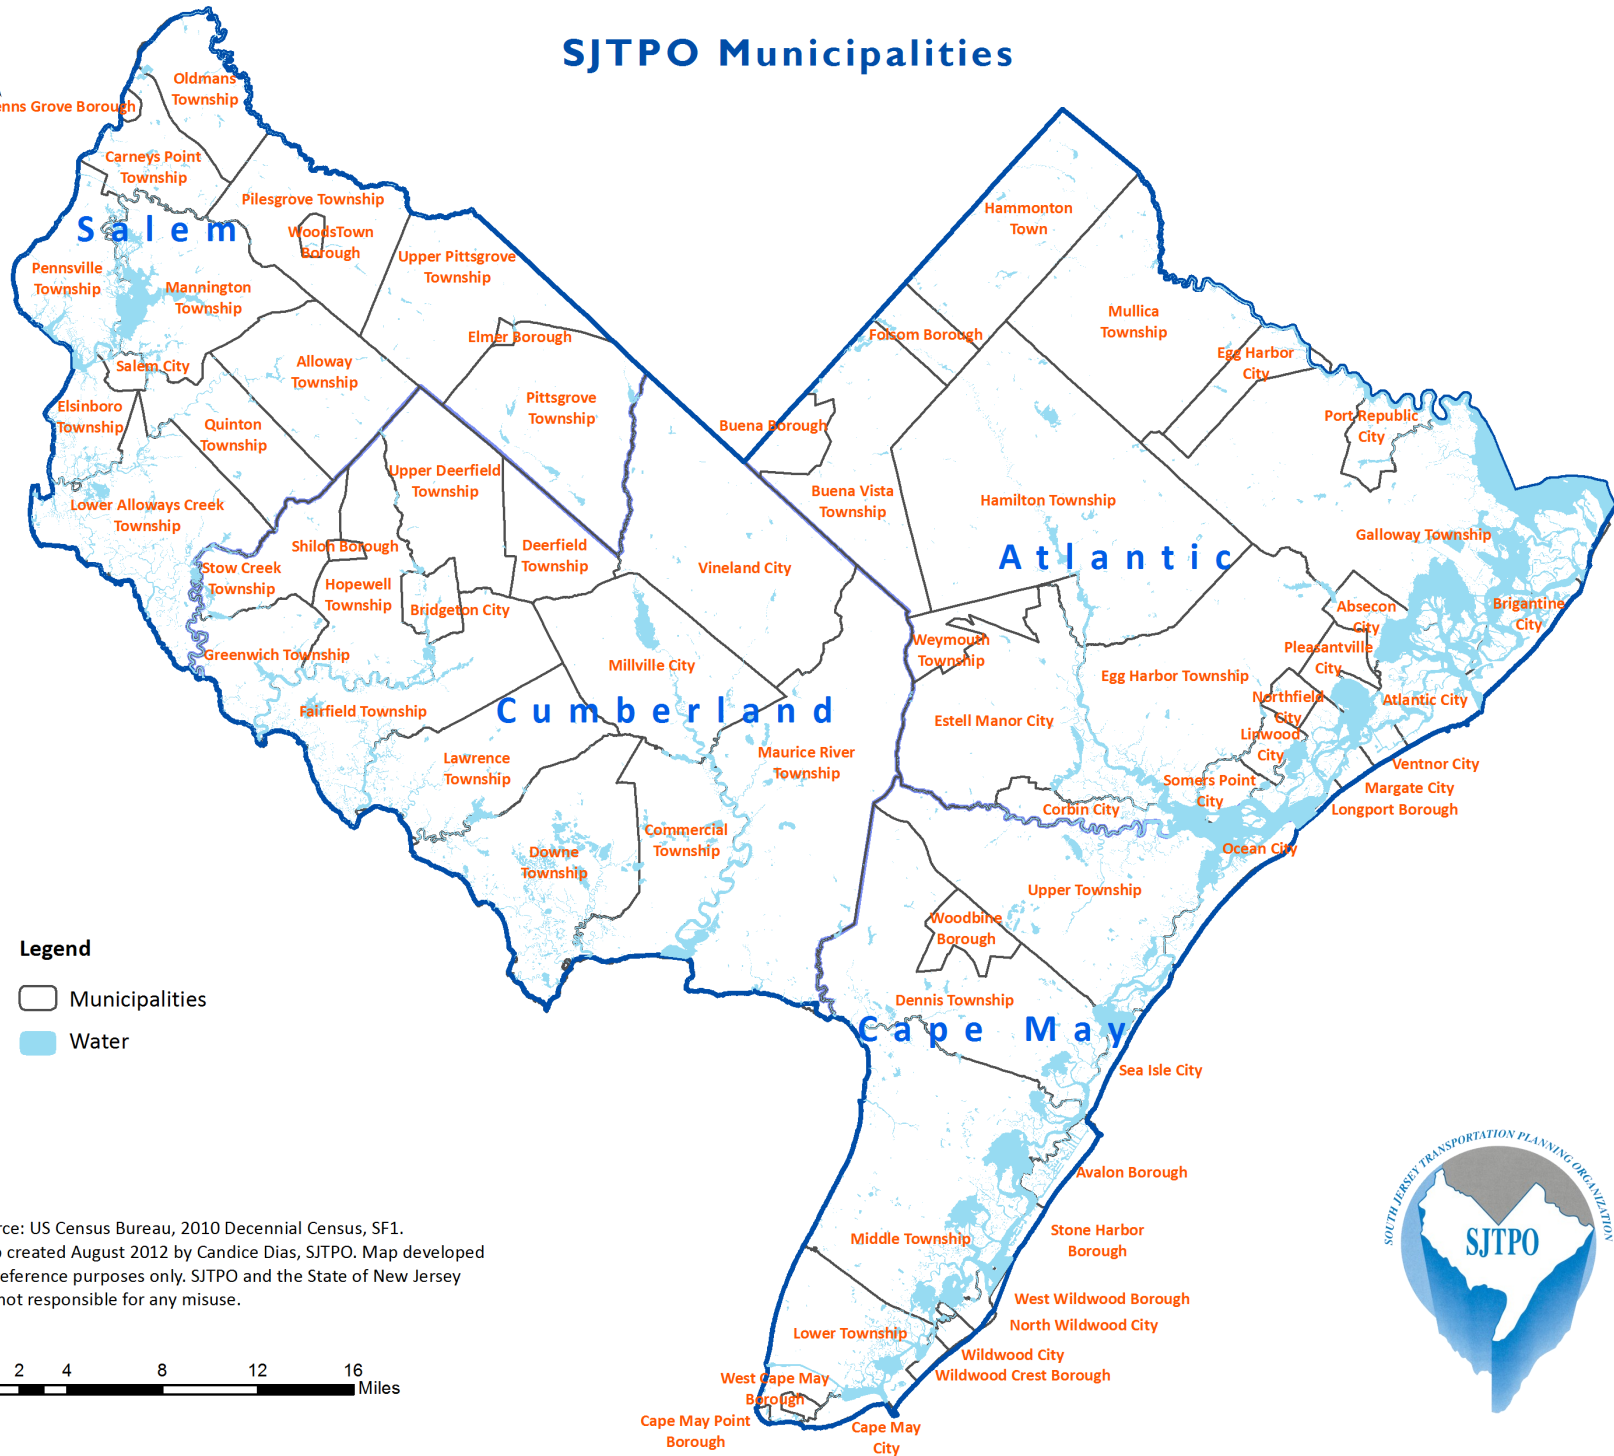 SJTPO Municipalities
Oldmans
Township
enns Grove Borough
Carneys Point
Township
Pilesgrove Township
Salem
WoodsTown
Borough
Upper Pittsgrove
Township
Pennsville
Township
Mannington
Township
Elmer Borough
Salem City
Alloway
Township
Pittsgrove
Township
Elsinboro
Township
Quinton
Township
Upper Deerfield
Township
Lower Alloways Creek
Township
Shiloh Borough
Deerfield
Township
Stow Creek
Township
Hopewell
Township
Bridgeton City
Vineland City
Greenwich Township
Millville City
Fairfield Township
Cumberland
Lawrence
Township
Maurice River
Township
Commercial
Township
Downe
Township
Hammonton
Town
Mullica
Township
Folsom Borough
Egg Harbor
City
Buena Borough
Port Republic
City
Buena Vista
Township
Hamilton Township
Galloway Township
Atlantic
Absecon
City
Brigantine
City
Weymouth
Township
Pleasantville
City
Egg Harbor Township
Northfield
City
Atlantic City
Estell Manor City
Linwood
City
Ventnor City
Somers Point
City
Margate City
Corbin City
Longport Borough
Ocean City
Upper Township
Woodbine
Borough
Dennis Township
Cape May
Sea Isle City
Avalon Borough
Middle Township
Stone Harbor
Borough
West Wildwood Borough
North Wildwood City
Lower Township
Wildwood City
Wildwood Crest Borough
West Cape May
Borough
Cape May Point
Borough
Cape May
City
Legend
Municipalities
Water
rce: US Census Bureau, 2010 Decennial Census, SF1.
created August 2012 by Candice Dias, SJTPO. Map developed
eference purposes only. SJTPO and the State of New Jersey
not responsible for any misuse.
2 4 8 12 16
Miles
SOUTH JERSEY TRANSPORTATION PLANNING ORGANIZATION
SJTPO